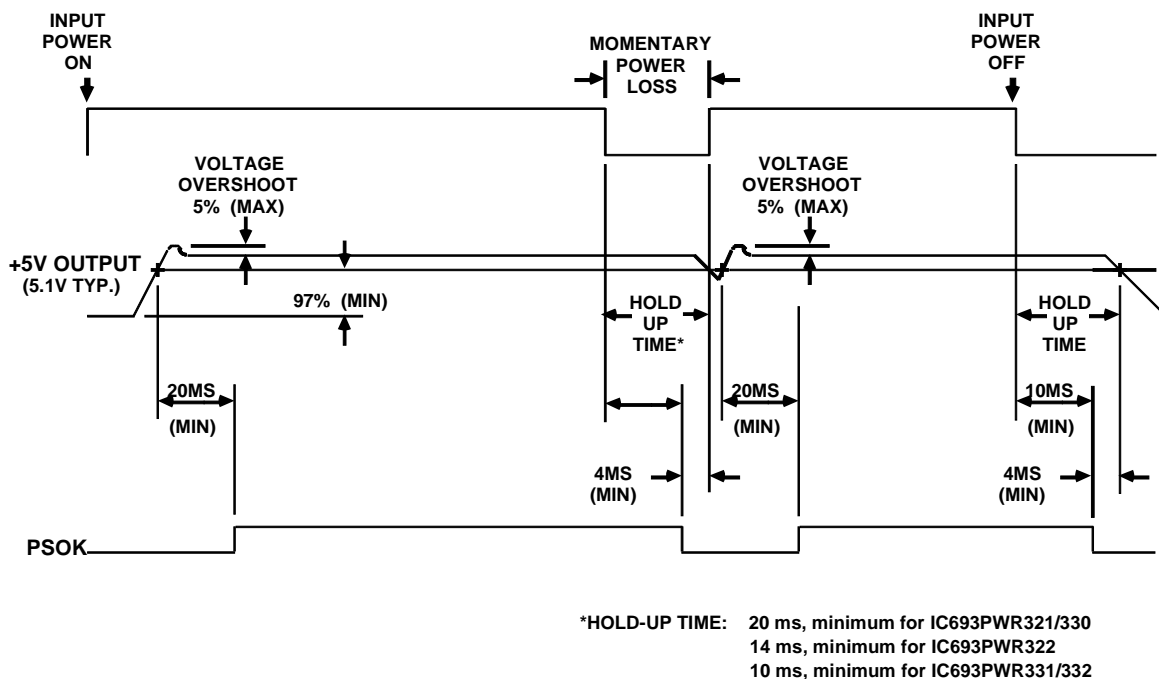 INPUT
POWER
ON
MOMENTARY
POWER
LOSS
INPUT
POWER
OFF
VOLTAGE
OVERSHOOT
5% (MAX)
VOLTAGE
OVERSHOOT
5% (MAX)
+5V OUTPUT
(5.1V TYP.)
97% (MIN)
HOLD
UP
TIME*
HOLD
UP
TIME
20MS
(MIN)
20MS
(MIN)
10MS
(MIN)
4MS
(MIN)
4MS
(MIN)
PSOK
*HOLD-UP TIME: 20 ms, minimum for IC693PWR321/330
14 ms, minimum for IC693PWR322
10 ms, minimum for IC693PWR331/332